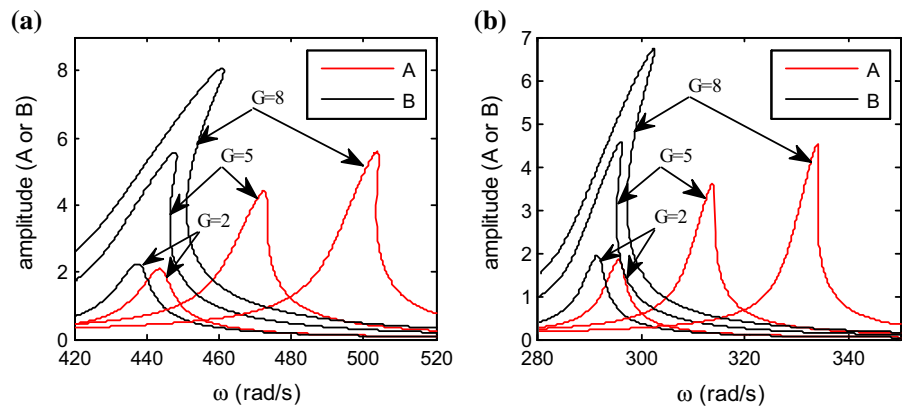 (a)
8
6
4
2
0
420 440 460 480 500 520
amplitude (A or B)
ω (rad/s)
A
B
G=8
G=5
G=2
(b)
7
6
5
4
3
2
1
0
280 300 320 340
amplitude (A or B)
ω (rad/s)
A
B
G=8
G=5
G=2